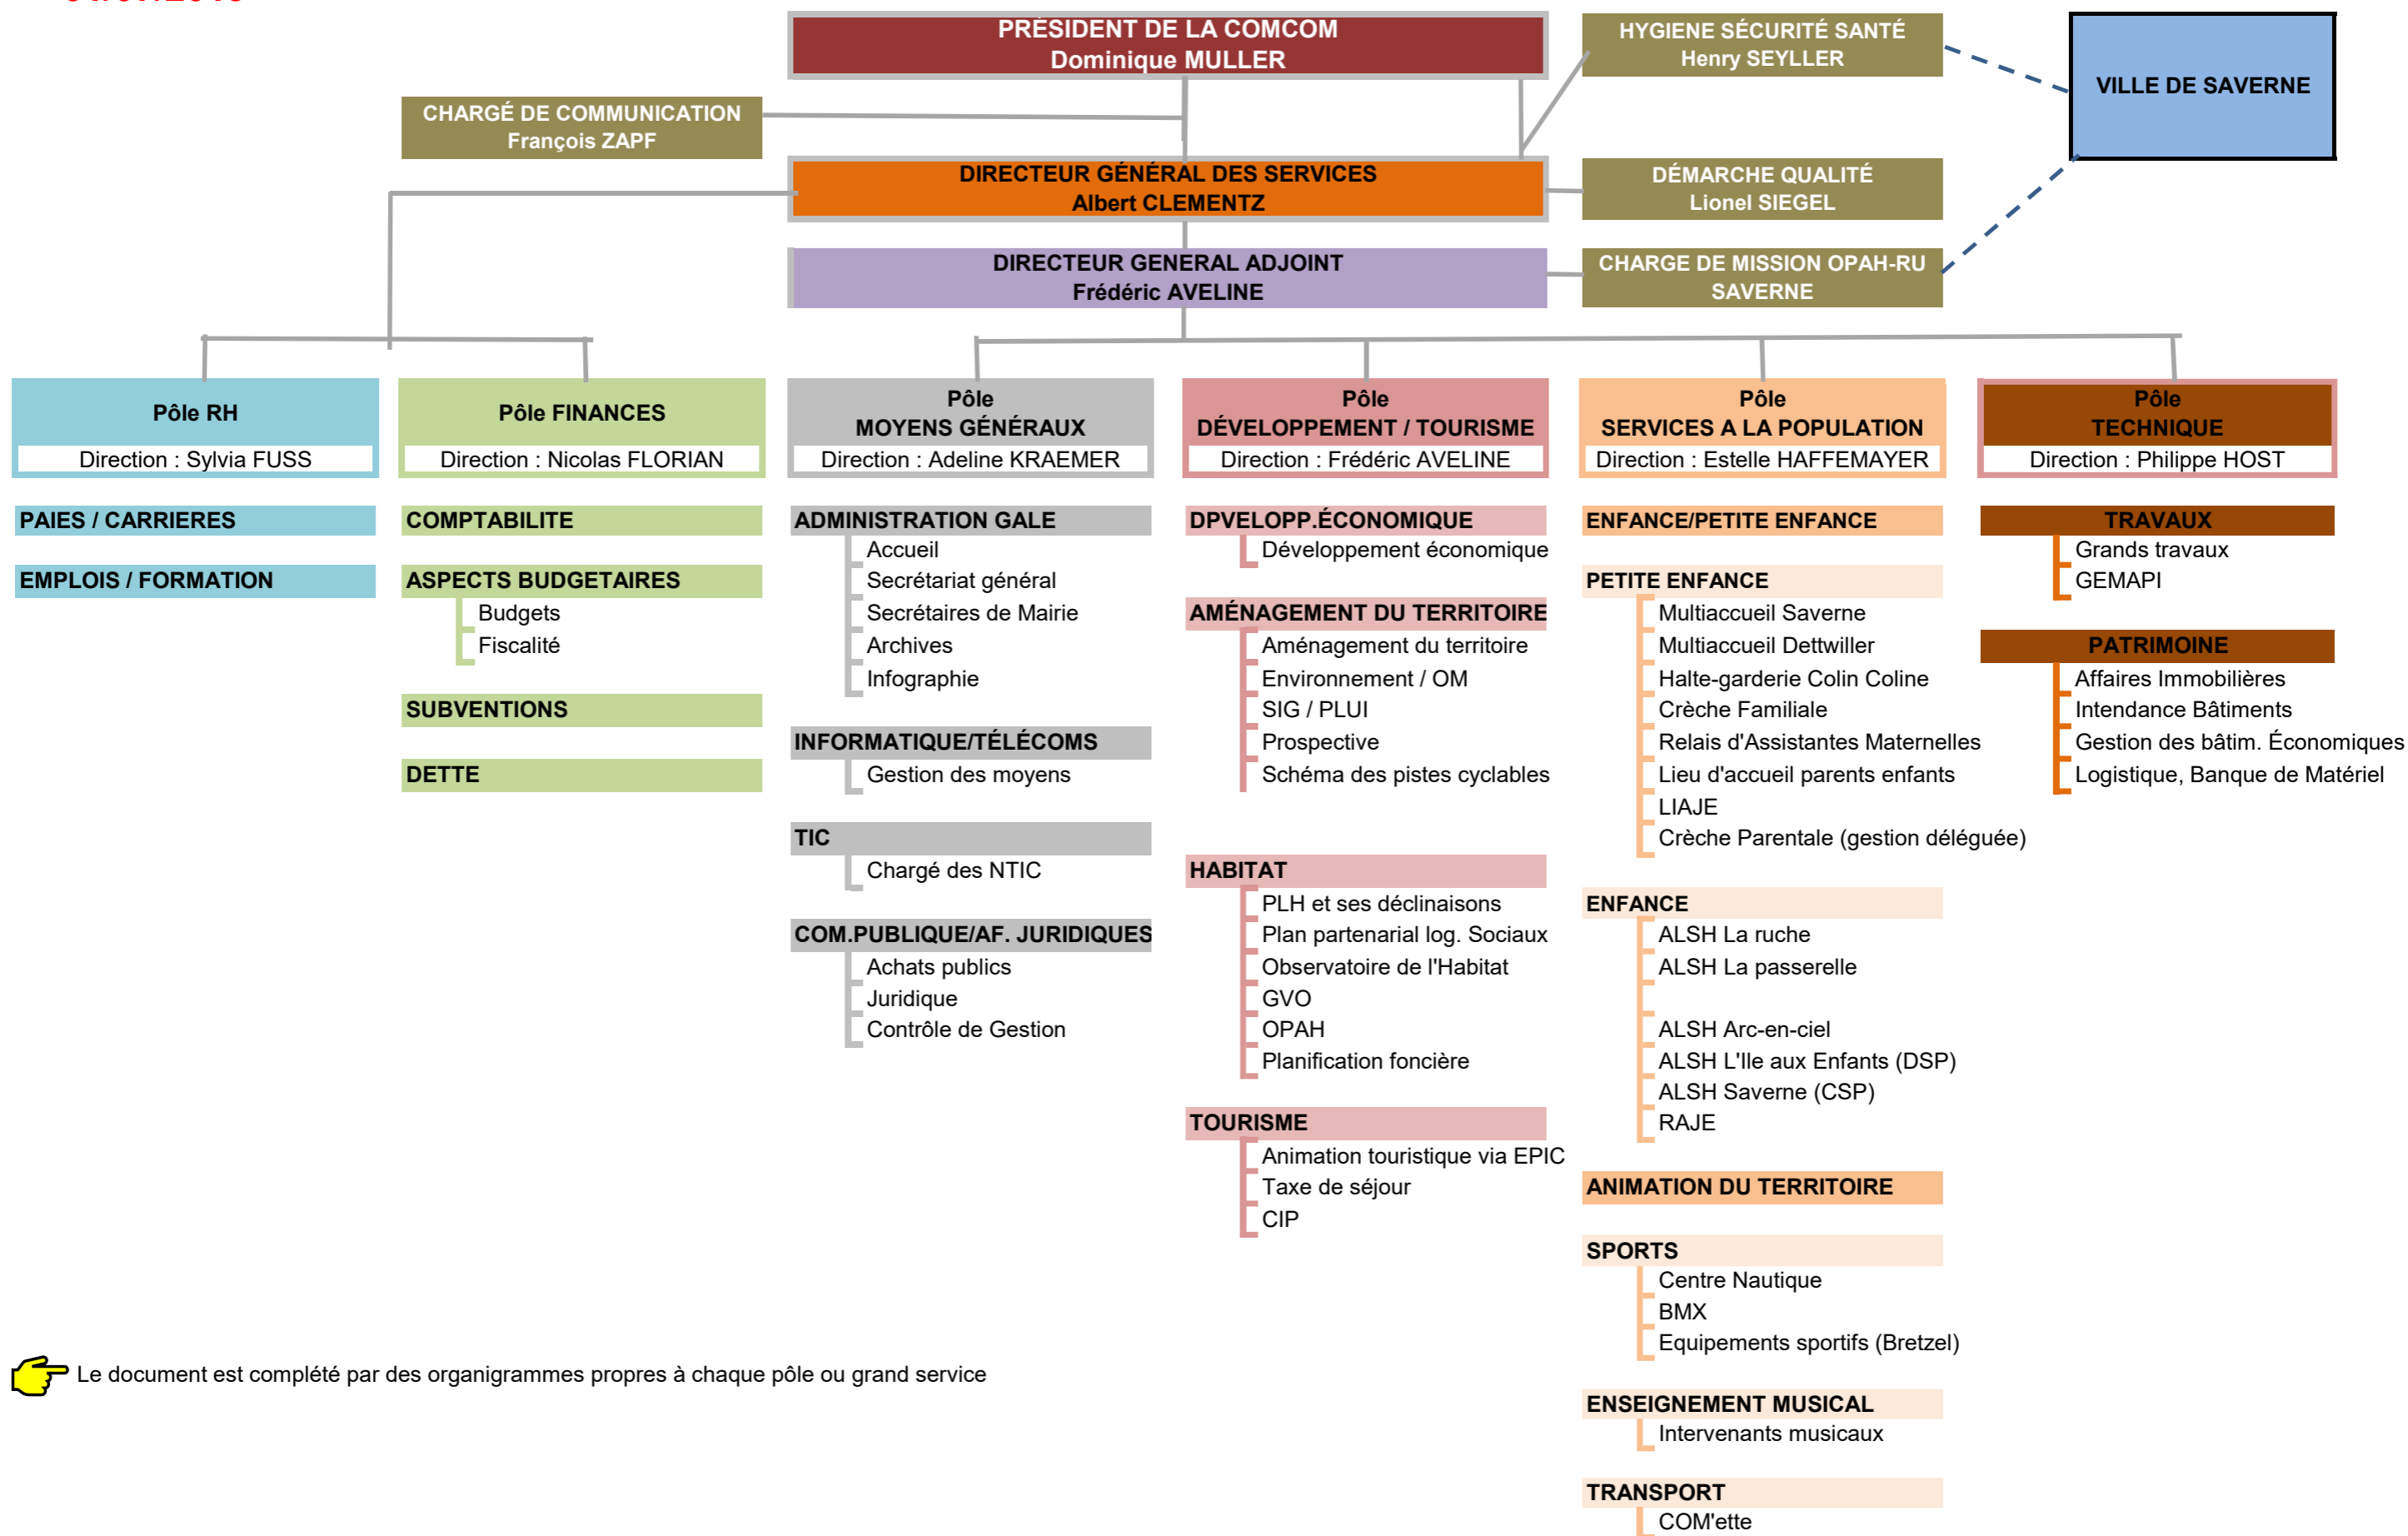 PRÉSIDENT DE LA COMCOM
Dominique MULLER
HYGIENE SÉCURITÉ SANTÉ
Henry SEYLLER
VILLE DE SAVERNE
CHARGÉ DE COMMUNICATION
François ZAPF
DIRECTEUR GÉNÉRAL DES SERVICES
Albert CLEMENTZ
DÉMARCHE QUALITÉ
Lionel SIEGEL
DIRECTEUR GENERAL ADJOINT
Frédéric AVELINE
CHARGE DE MISSION OPAH-RU
SAVERNE
Pôle RH
Direction : Sylvia FUSS
PAIES / CARRIERES
EMPLOIS / FORMATION
Pôle FINANCES
Direction : Nicolas FLORIAN
COMPTABILITE
ASPECTS BUDGETAIRES
Budgets
Fiscalité
SUBVENTIONS
DETTE
Pôle
MOYENS GÉNÉRAUX
Direction : Adeline KRAEMER
ADMINISTRATION GALE
Accueil
Secrétariat général
Secrétaires de Mairie
Archives
Infographie
INFORMATIQUE/TÉLÉCOMS
Gestion des moyens
TIC
Chargé des NTIC
COM.PUBLIQUE/AF. JURIDIQUES
Achats publics
Juridique
Contrôle de Gestion
Pôle
DÉVELOPPEMENT / TOURISME
Direction : Frédéric AVELINE
DPVELOPP.ÉCONOMIQUE
Développement économique
AMÉNAGEMENT DU TERRITOIRE
Aménagement du territoire
Environnement / OM
SIG / PLUI
Prospective
Schéma des pistes cyclables
HABITAT
PLH et ses déclinaisons
Plan partenarial log. Sociaux
Observatoire de l'Habitat
GVO
OPAH
Planification foncière
TOURISME
Animation touristique via EPIC
Taxe de séjour
CIP
Pôle
SERVICES A LA POPULATION
Direction : Estelle HAFFEMAYER
ENFANCE/PETITE ENFANCE
PETITE ENFANCE
Multiaccueil Saverne
Multiaccueil Dettwiller
Halte-garderie Colin Coline
Crèche Familiale
Relais d'Assistantes Maternelles
Lieu d'accueil parents enfants
LIAJE
Crèche Parentale (gestion déléguée)
ENFANCE
ALSH La ruche
ALSH La passerelle
ALSH Arc-en-ciel
ALSH L'Ile aux Enfants (DSP)
ALSH Saverne (CSP)
RAJE
ANIMATION DU TERRITOIRE
SPORTS
Centre Nautique
BMX
Equipements sportifs (Bretzel)
ENSEIGNEMENT MUSICAL
Intervenants musicaux
TRANSPORT
COM'ette
Pôle
TECHNIQUE
Direction : Philippe HOST
TRAVAUX
Grands travaux
GEMAPI
PATRIMOINE
Affaires Immobilières
Intendance Bâtiments
Gestion des bâtim. Économiques
Logistique, Banque de Matériel
Le document est complété par des organigrammes propres à chaque pôle ou grand service